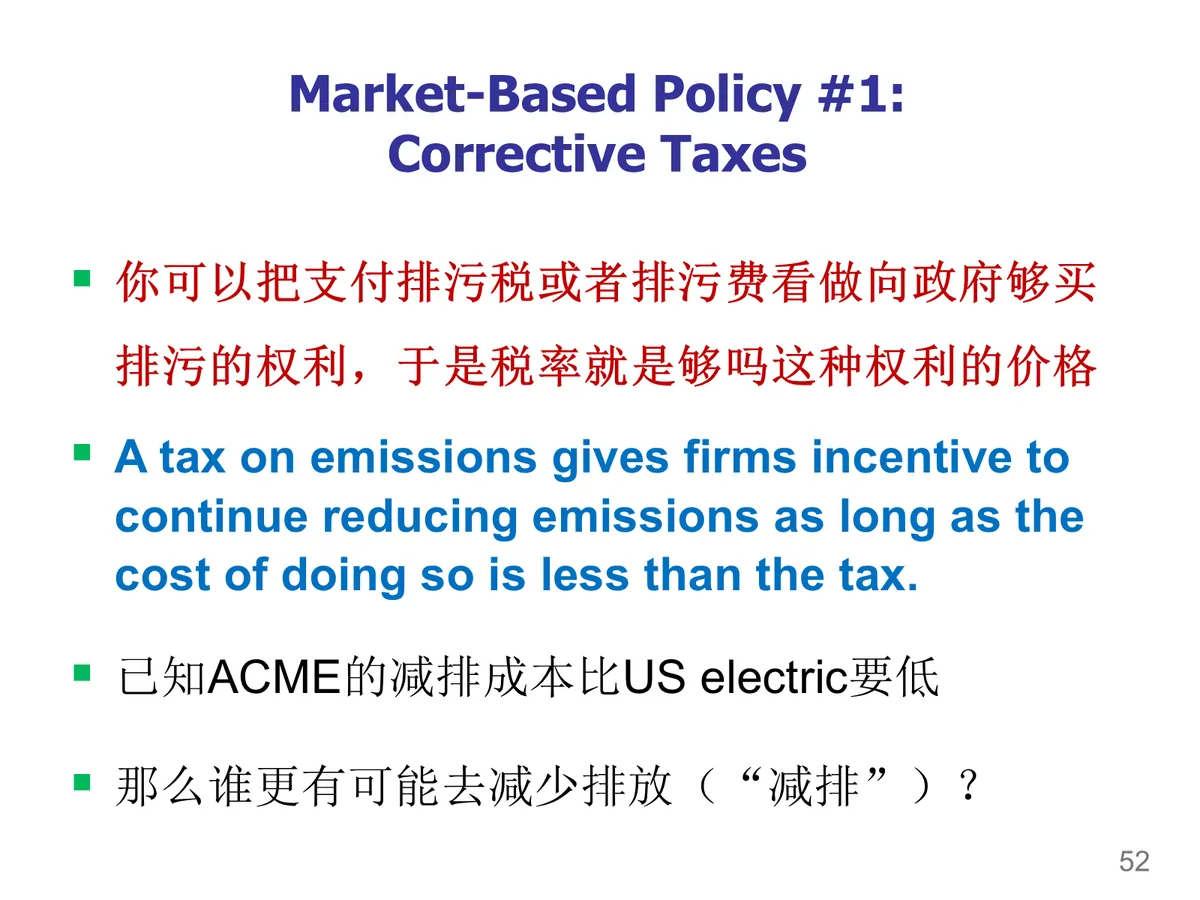 Market-Based Policy #1:
Corrective Taxes
▪ 你可以把支付排污税或者排污费看做向政府够买
排污的权利，于是税率就是够吗这种权利的价格
▪ A tax on emissions gives firms incentive to
continue reducing emissions as long as the
cost of doing so is less than the tax.
▪ 已知ACME的减排成本比US electric要低
▪ 那么谁更有可能去减少排放（“减排”）？
52